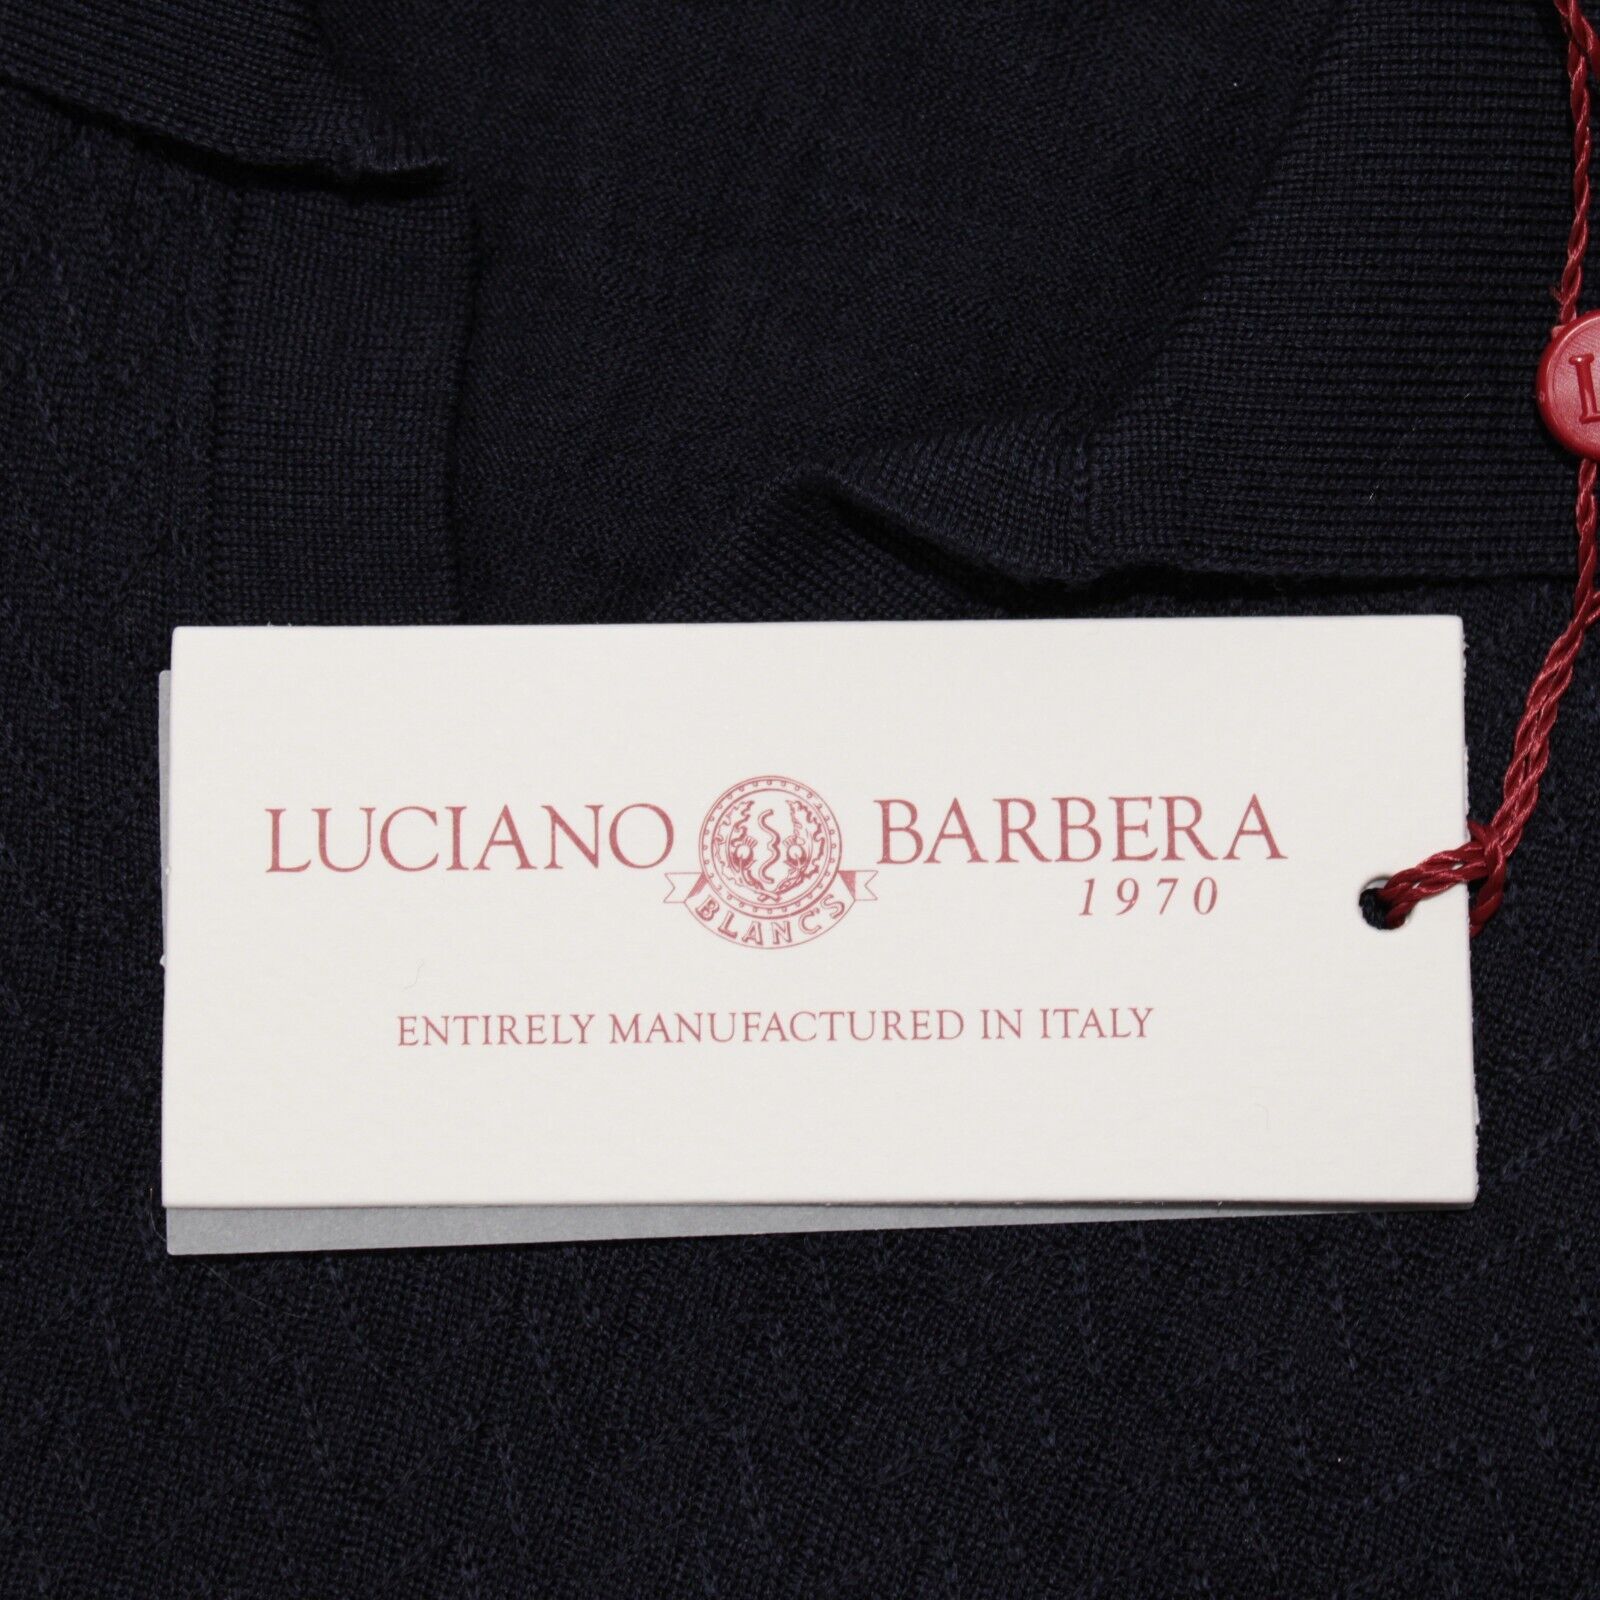 LUCIANO BARBERA
BLANC'S
1970
ENTIRELY MANUFACTURED IN ITALY
L